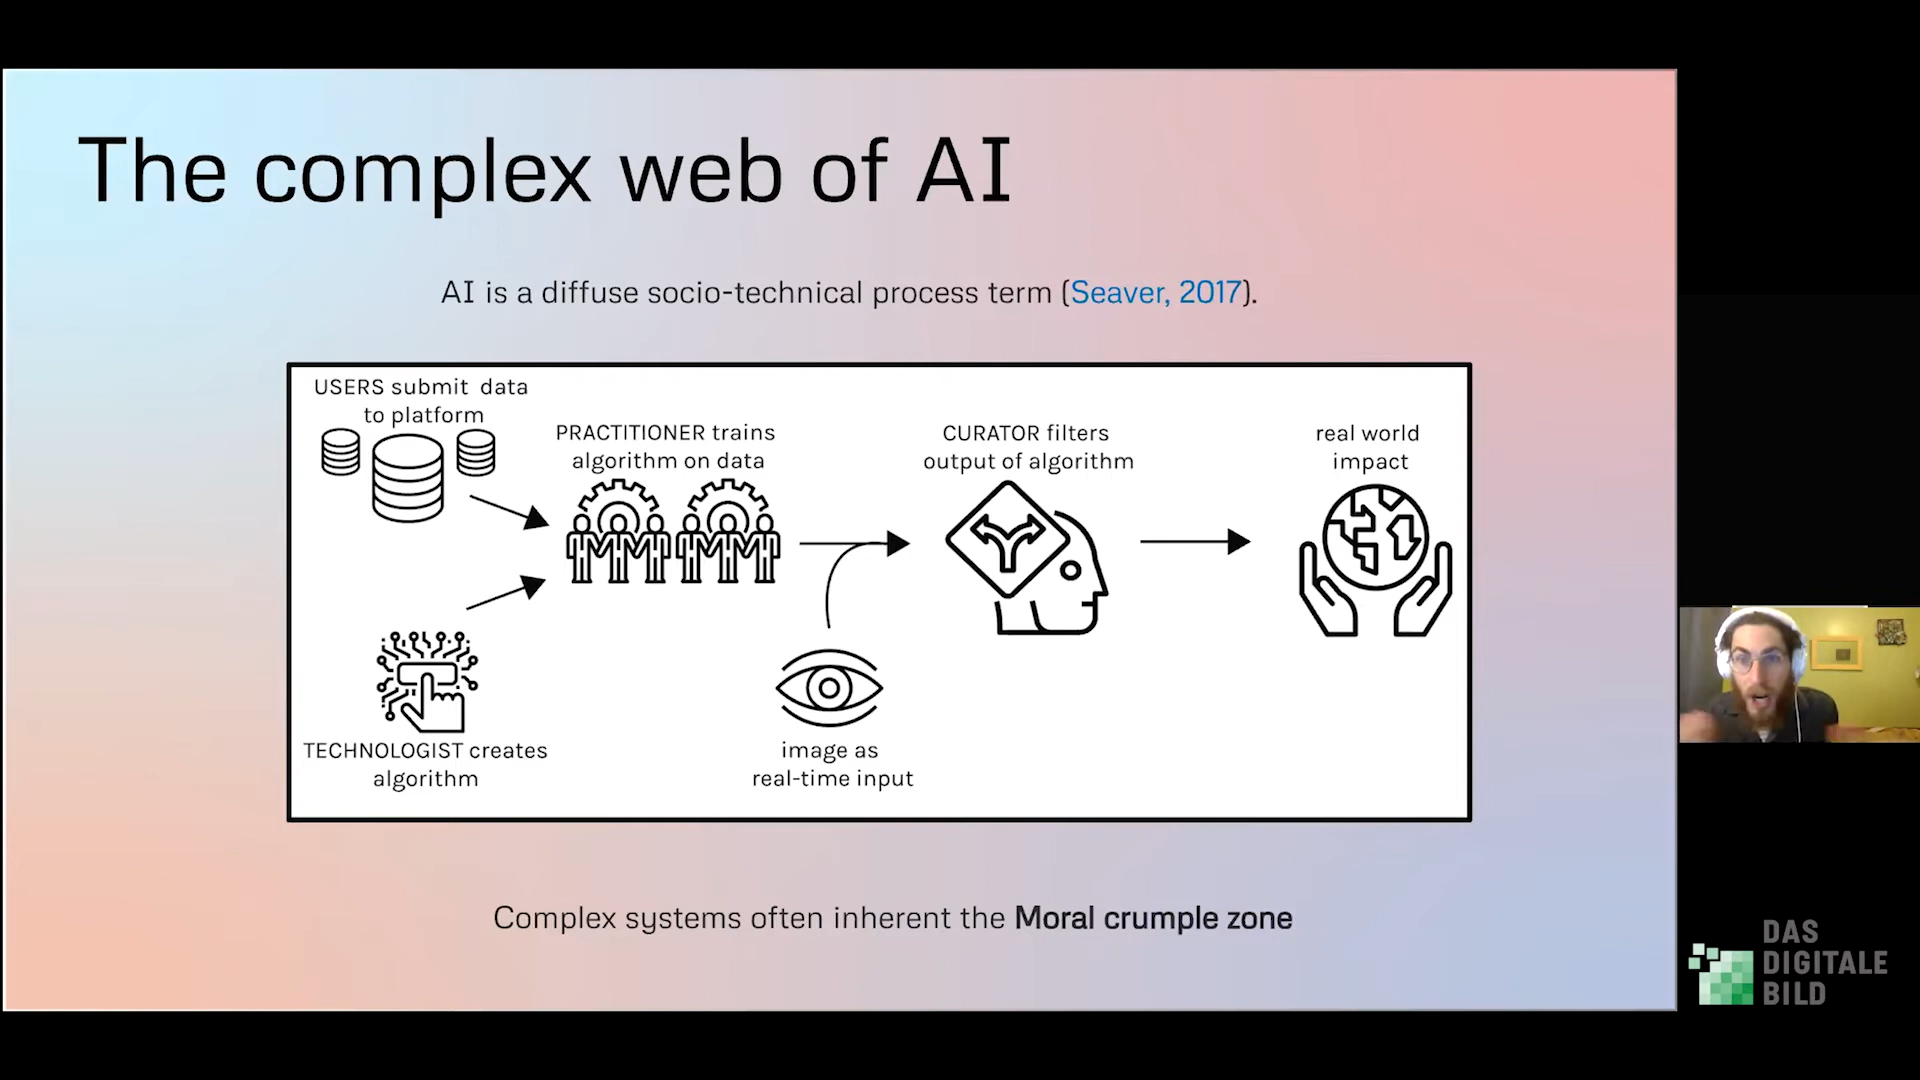 The complex web of AI
AI is a diffuse socio-technical process term (Seaver, 2017).
USERS submit data
to platform
PRACTITIONER trains
algorithm on data
CURATOR filters
output of algorithm
real world
impact
TECHNOLOGIST creates
algorithm
image as
real-time input
Complex systems often inherent the Moral crumple zone
DAS
DIGITALE
BILD